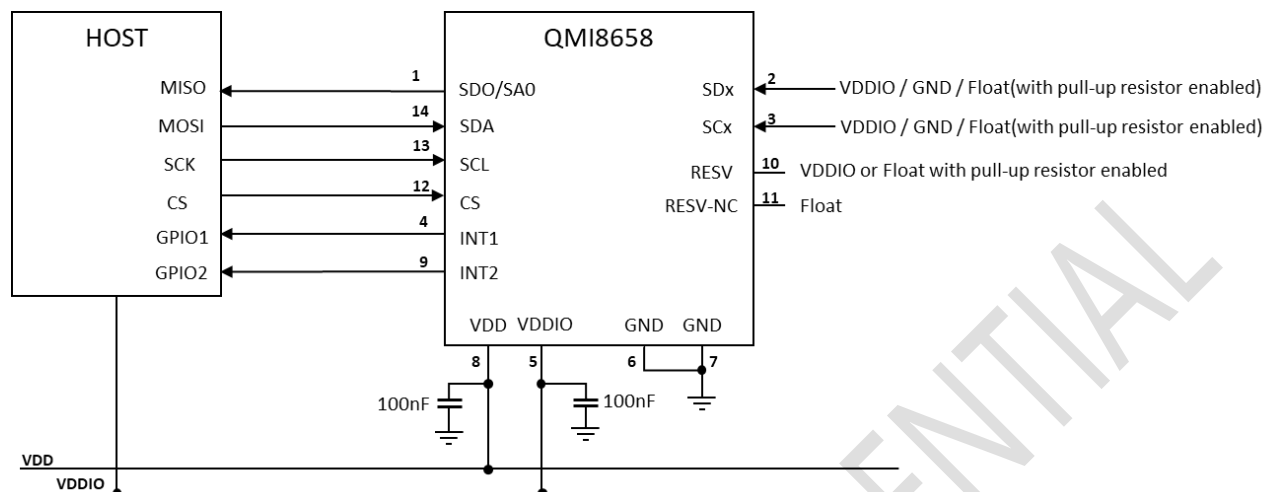 HOST
QMI8658
MISO
1
SDO/SA0
SDx
2
VDDIO / GND / Float(with pull-up resistor enabled)
MOSI
14
SDA
SCx
3
VDDIO / GND / Float(with pull-up resistor enabled)
SCK
13
SCL
RESV
10
VDDIO or Float with pull-up resistor enabled
CS
12
CS
RESV-NC
11
Float
GPIO1
4
INT1
GPIO2
9
INT2
VDD
VDDIO
GND
GND
8
5
6
7
100nF
100nF
VDD
VDDIO
ENTIAL